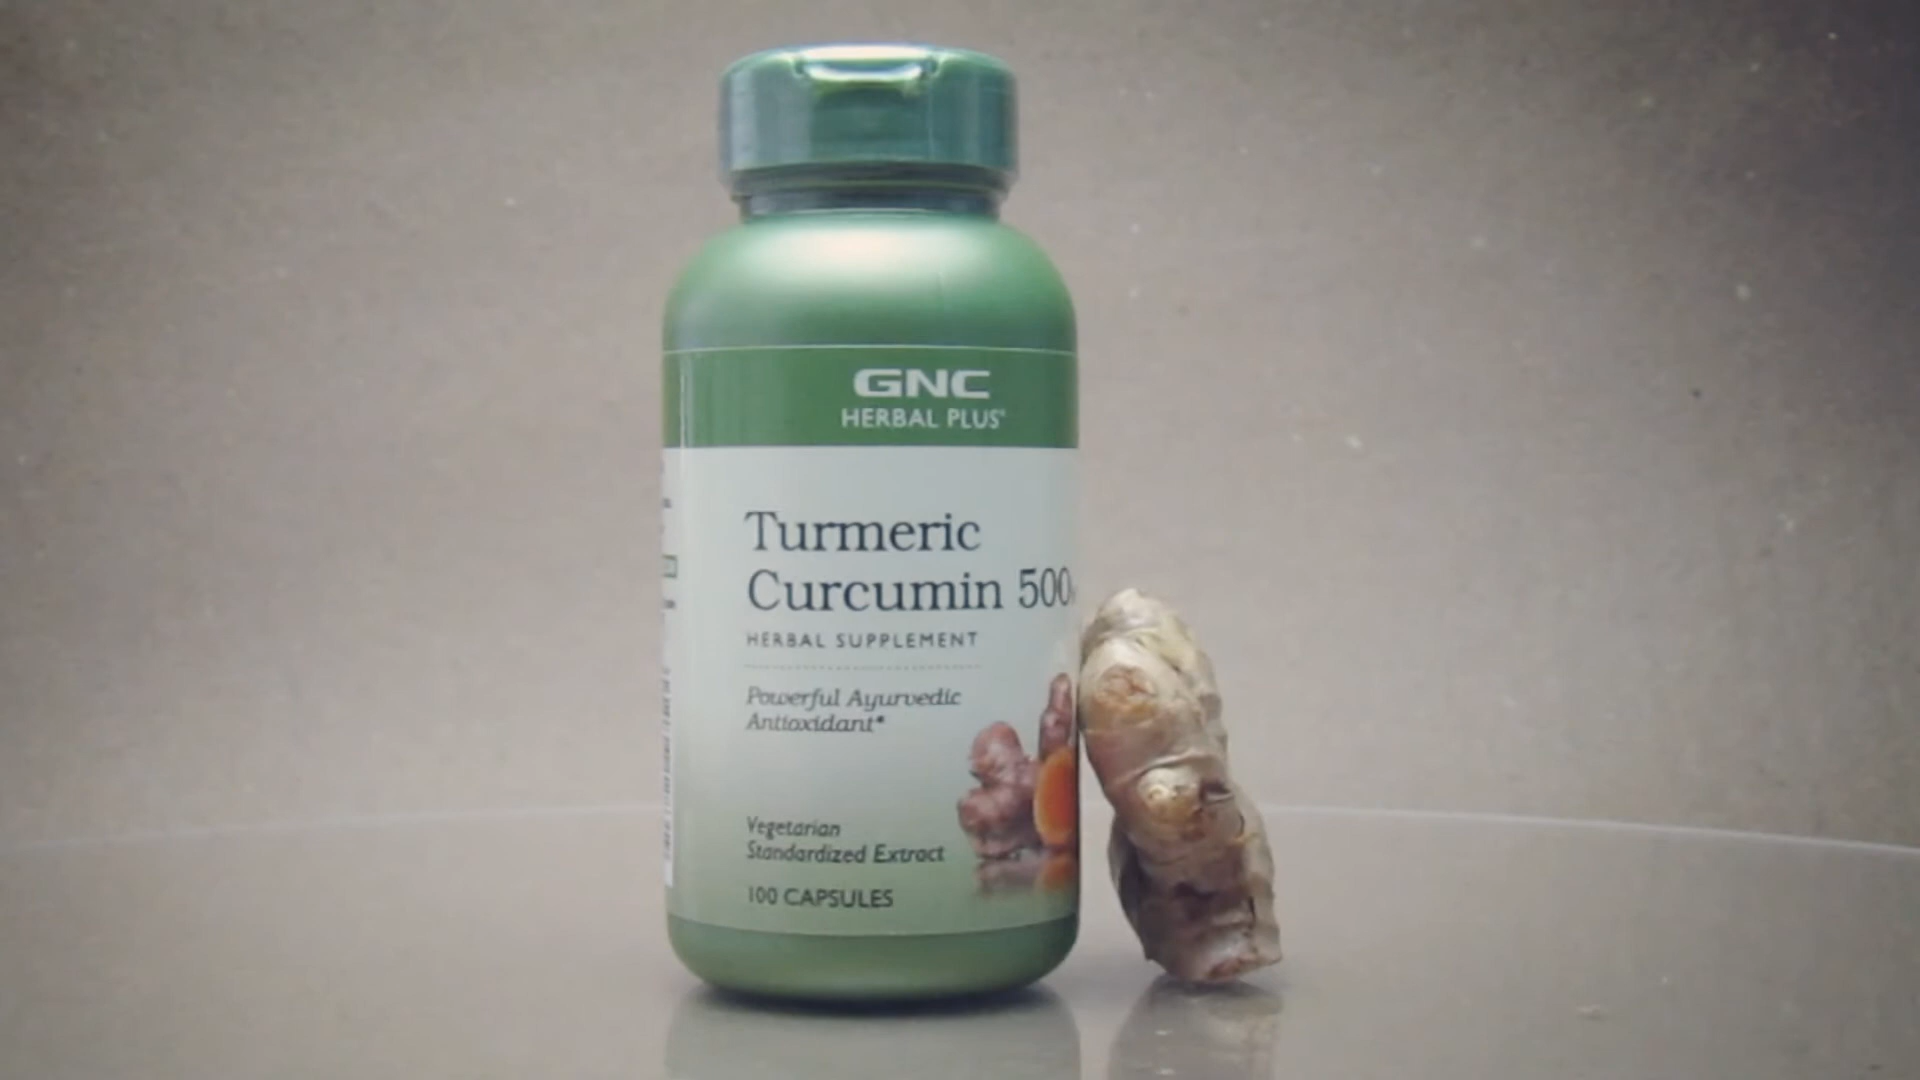 GNC
HERBAL PLUS®
Turmeric
Curcumin 500
HERBAL SUPPLEMENT
Powerful Ayurvedic
Antioxidant*
Vegetarian
Standardized Extract
100 CAPSULES